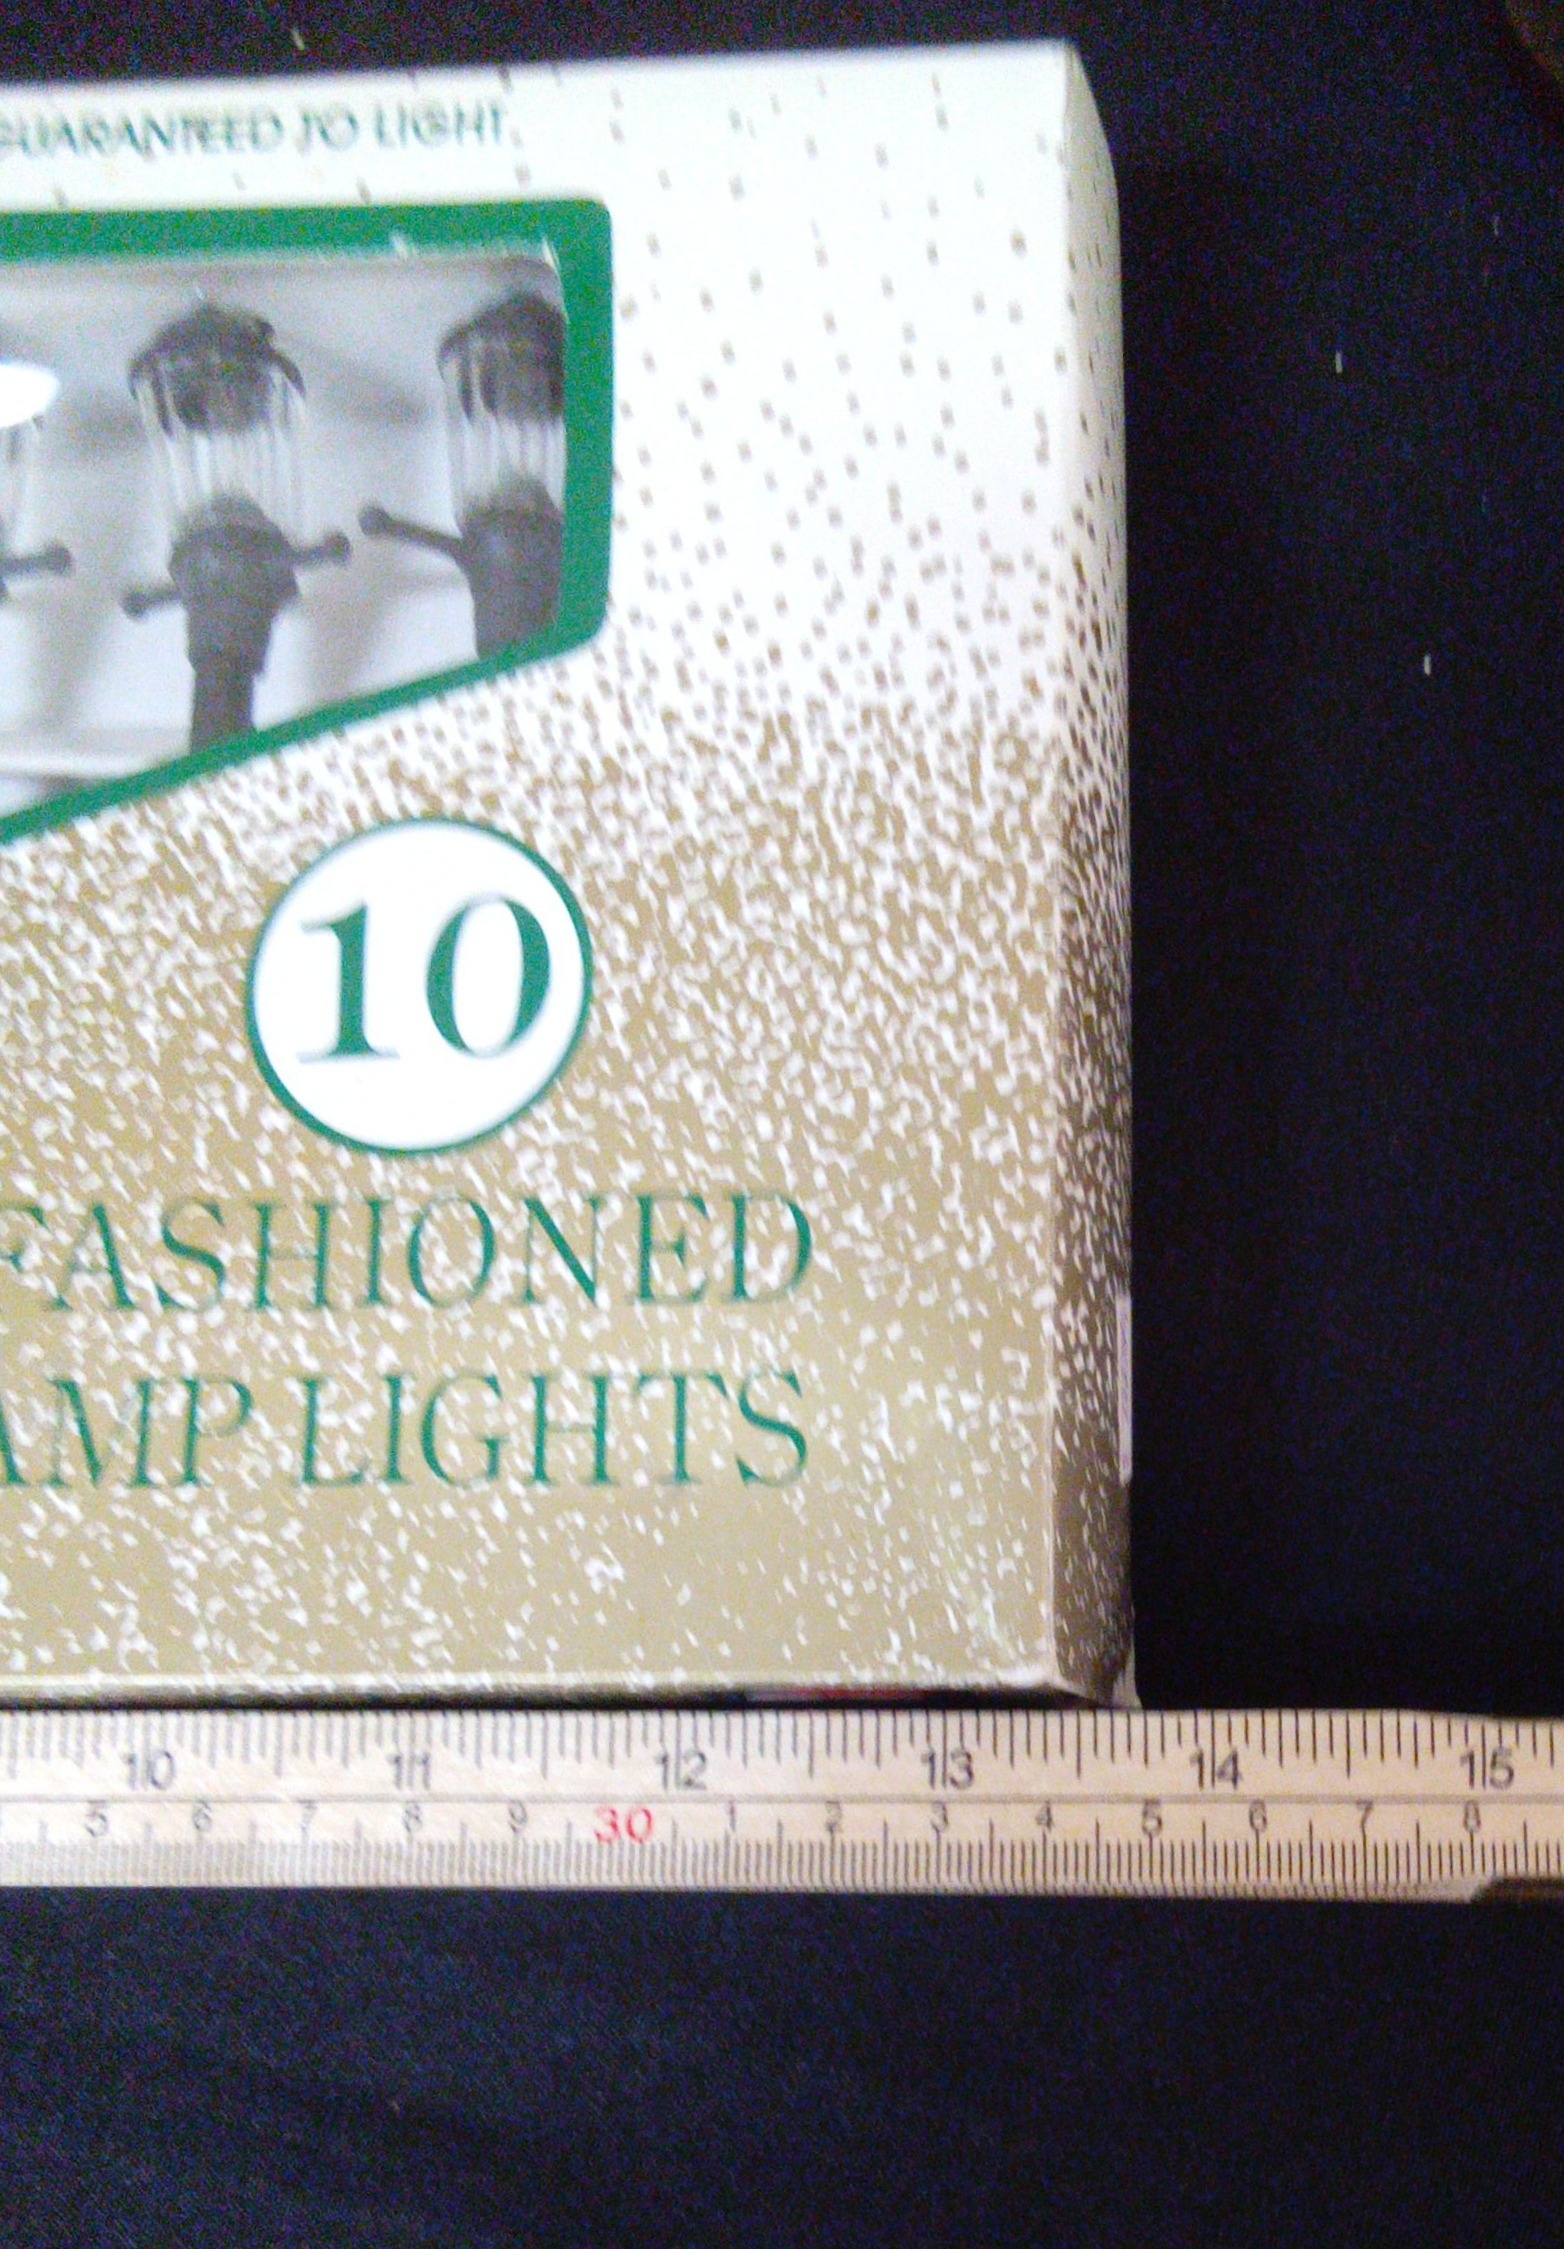 GUARANTEED TO LIGHT
10
FASHIONED
AMP LIGHTS
10 11 12 13 14 15
5 6 7 8 9 30 1 2 3 4 5 6 7 8